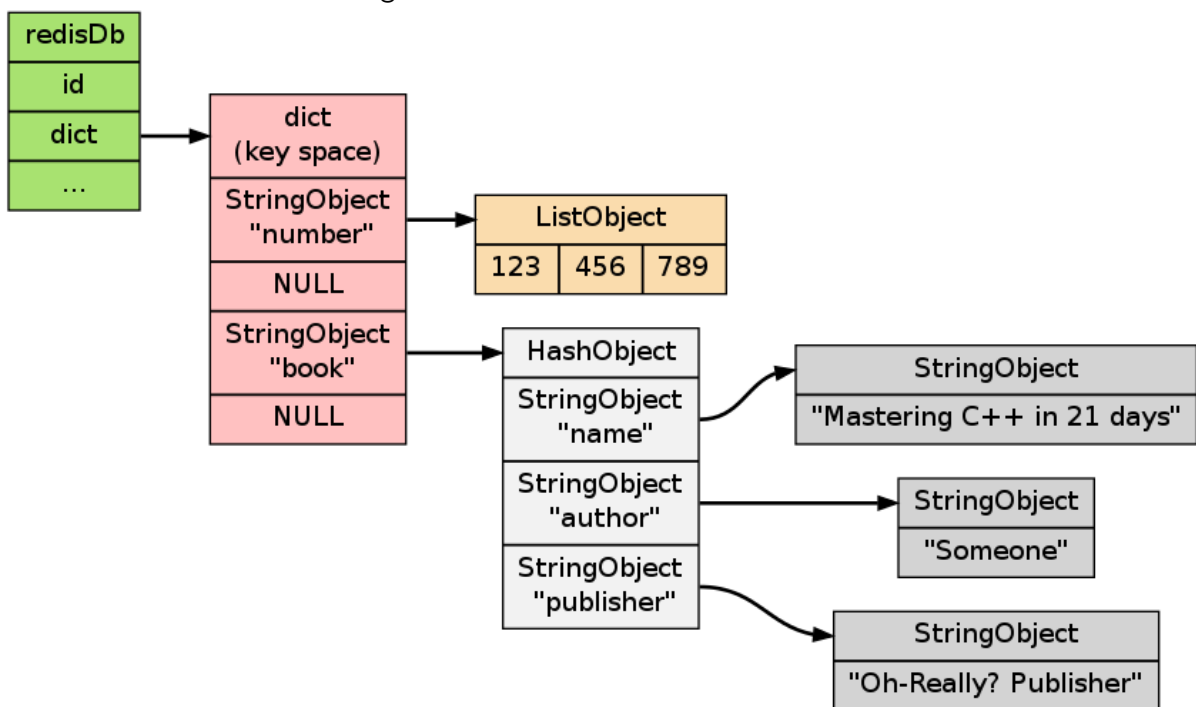 redisDb
id
dict
...
dict
(key space)
StringObject
"number"
NULL
StringObject
"book"
NULL
ListObject
123 456 789
HashObject
StringObject
"name"
StringObject
"author"
StringObject
"publisher"
StringObject
"Mastering C++ in 21 days"
StringObject
"Someone"
StringObject
"Oh-Really? Publisher"